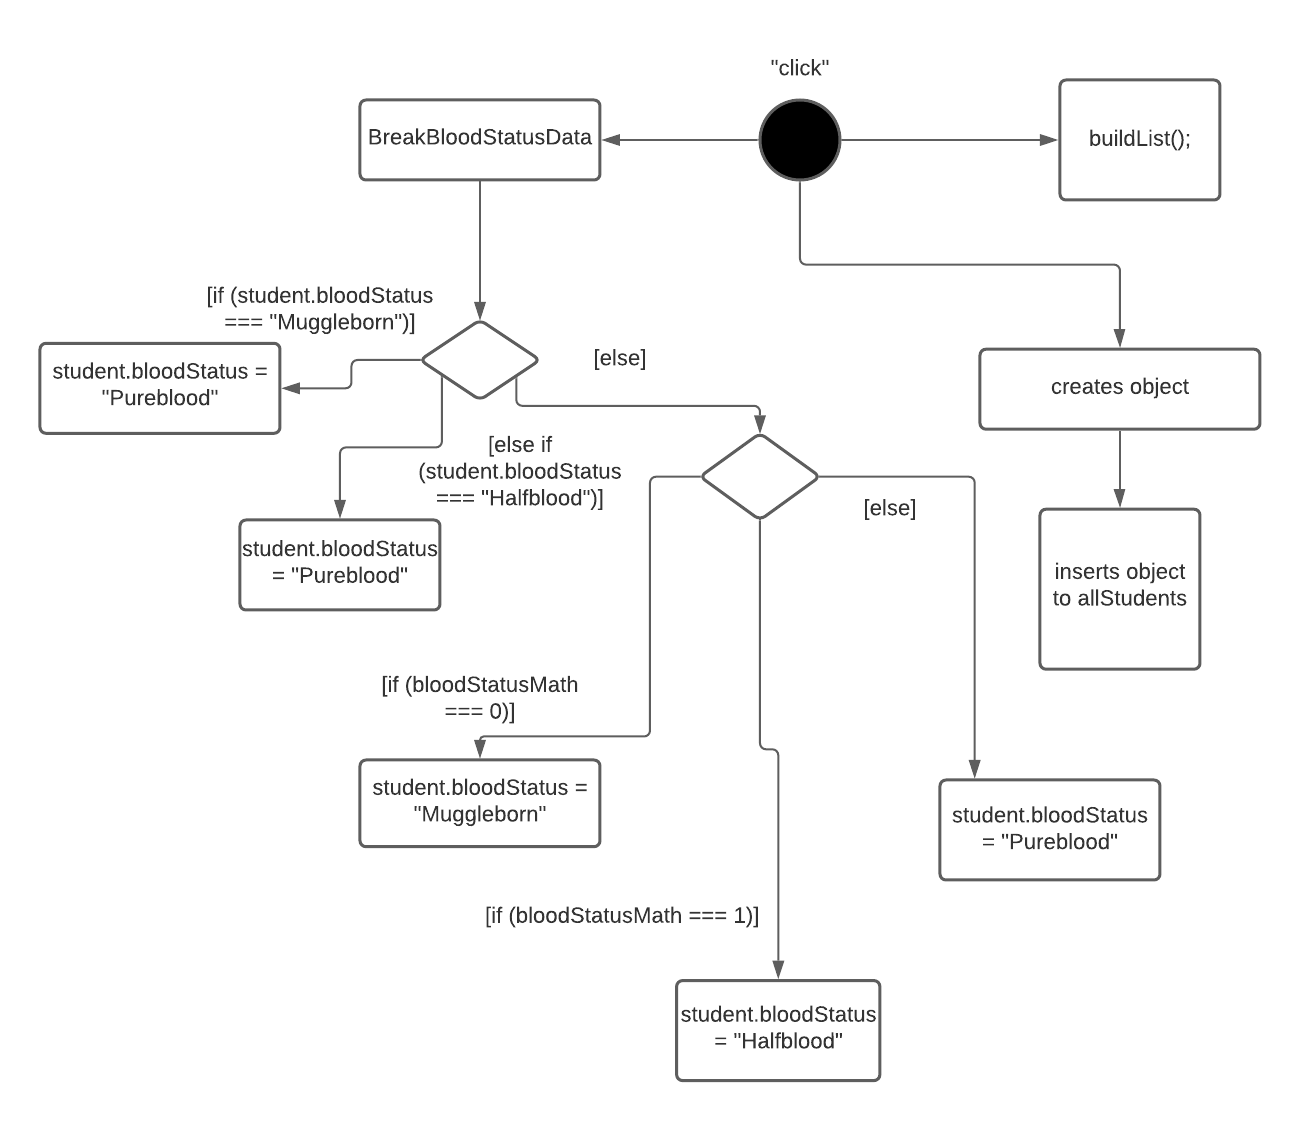 "click"
BreakBloodStatusData
buildList();
[if (student.bloodStatus
=== "Muggleborn")]
student.bloodStatus =
"Pureblood"
[else]
creates object
[else if
(student.bloodStatus
=== "Halfblood")]
[else]
student.bloodStatus
= "Pureblood"
inserts object
to allStudents
[if (bloodStatusMath
=== 0)]
student.bloodStatus =
"Muggleborn"
student.bloodStatus
= "Pureblood"
[if (bloodStatusMath === 1)]
student.bloodStatus
= "Halfblood"